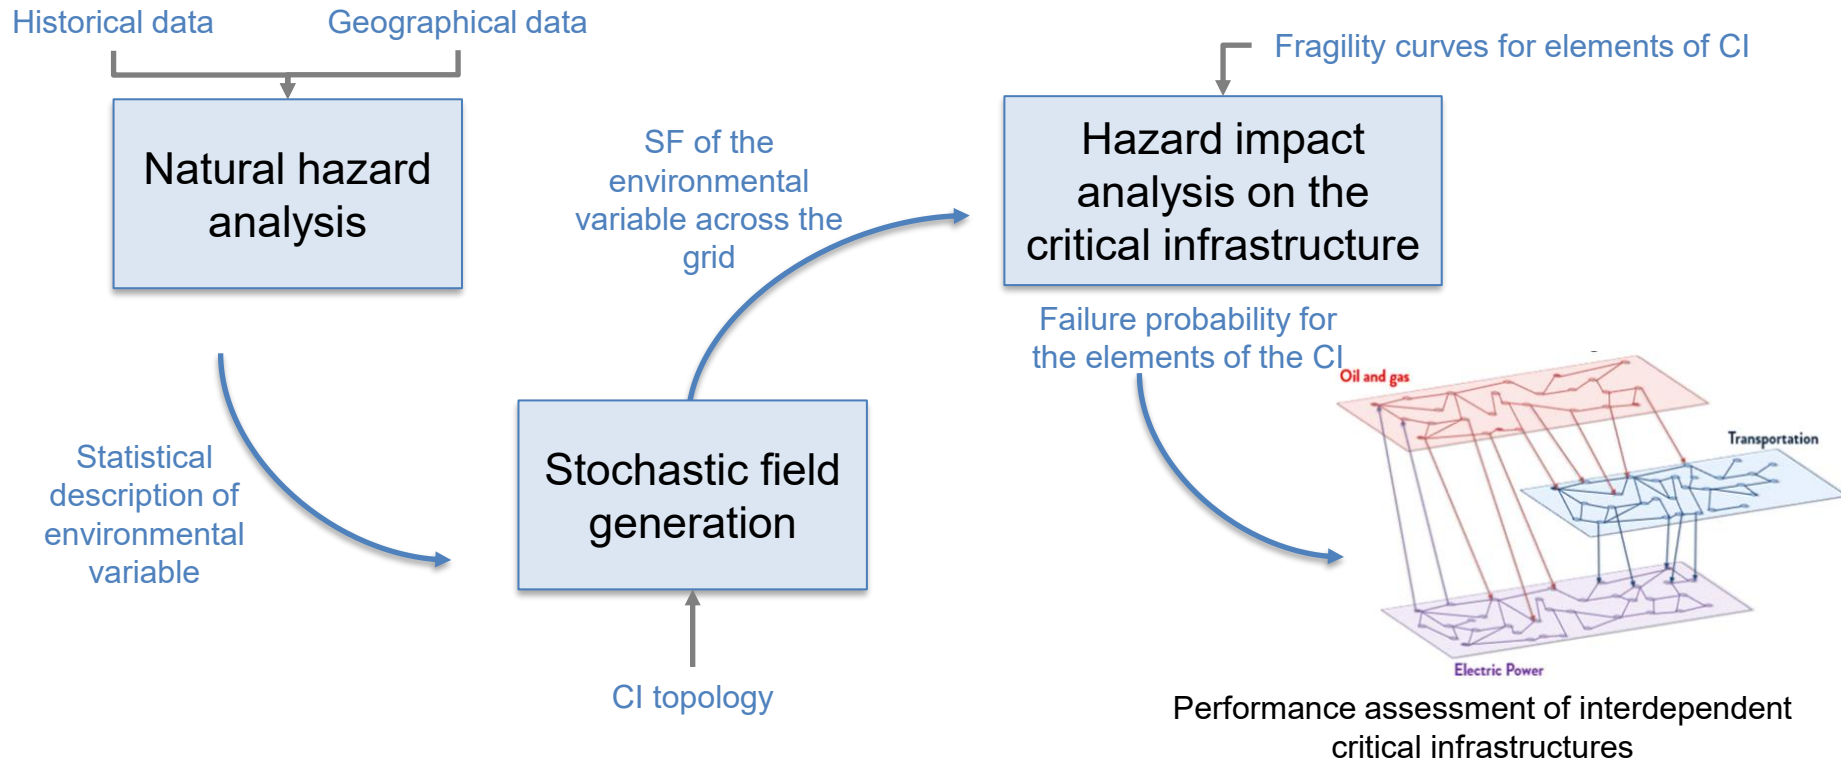 Historical data
Geographical data
Fragility curves for elements of CI
Natural hazard
analysis
SF of the
environmental
variable across the
grid
Hazard impact
analysis on the
critical infrastructure
Failure probability for
the elements of the CI
Statistical
description of
environmental
variable
Stochastic field
generation
CI topology
Oil and gas
Transportation
Electric Power
Performance assessment of interdependent
critical infrastructures